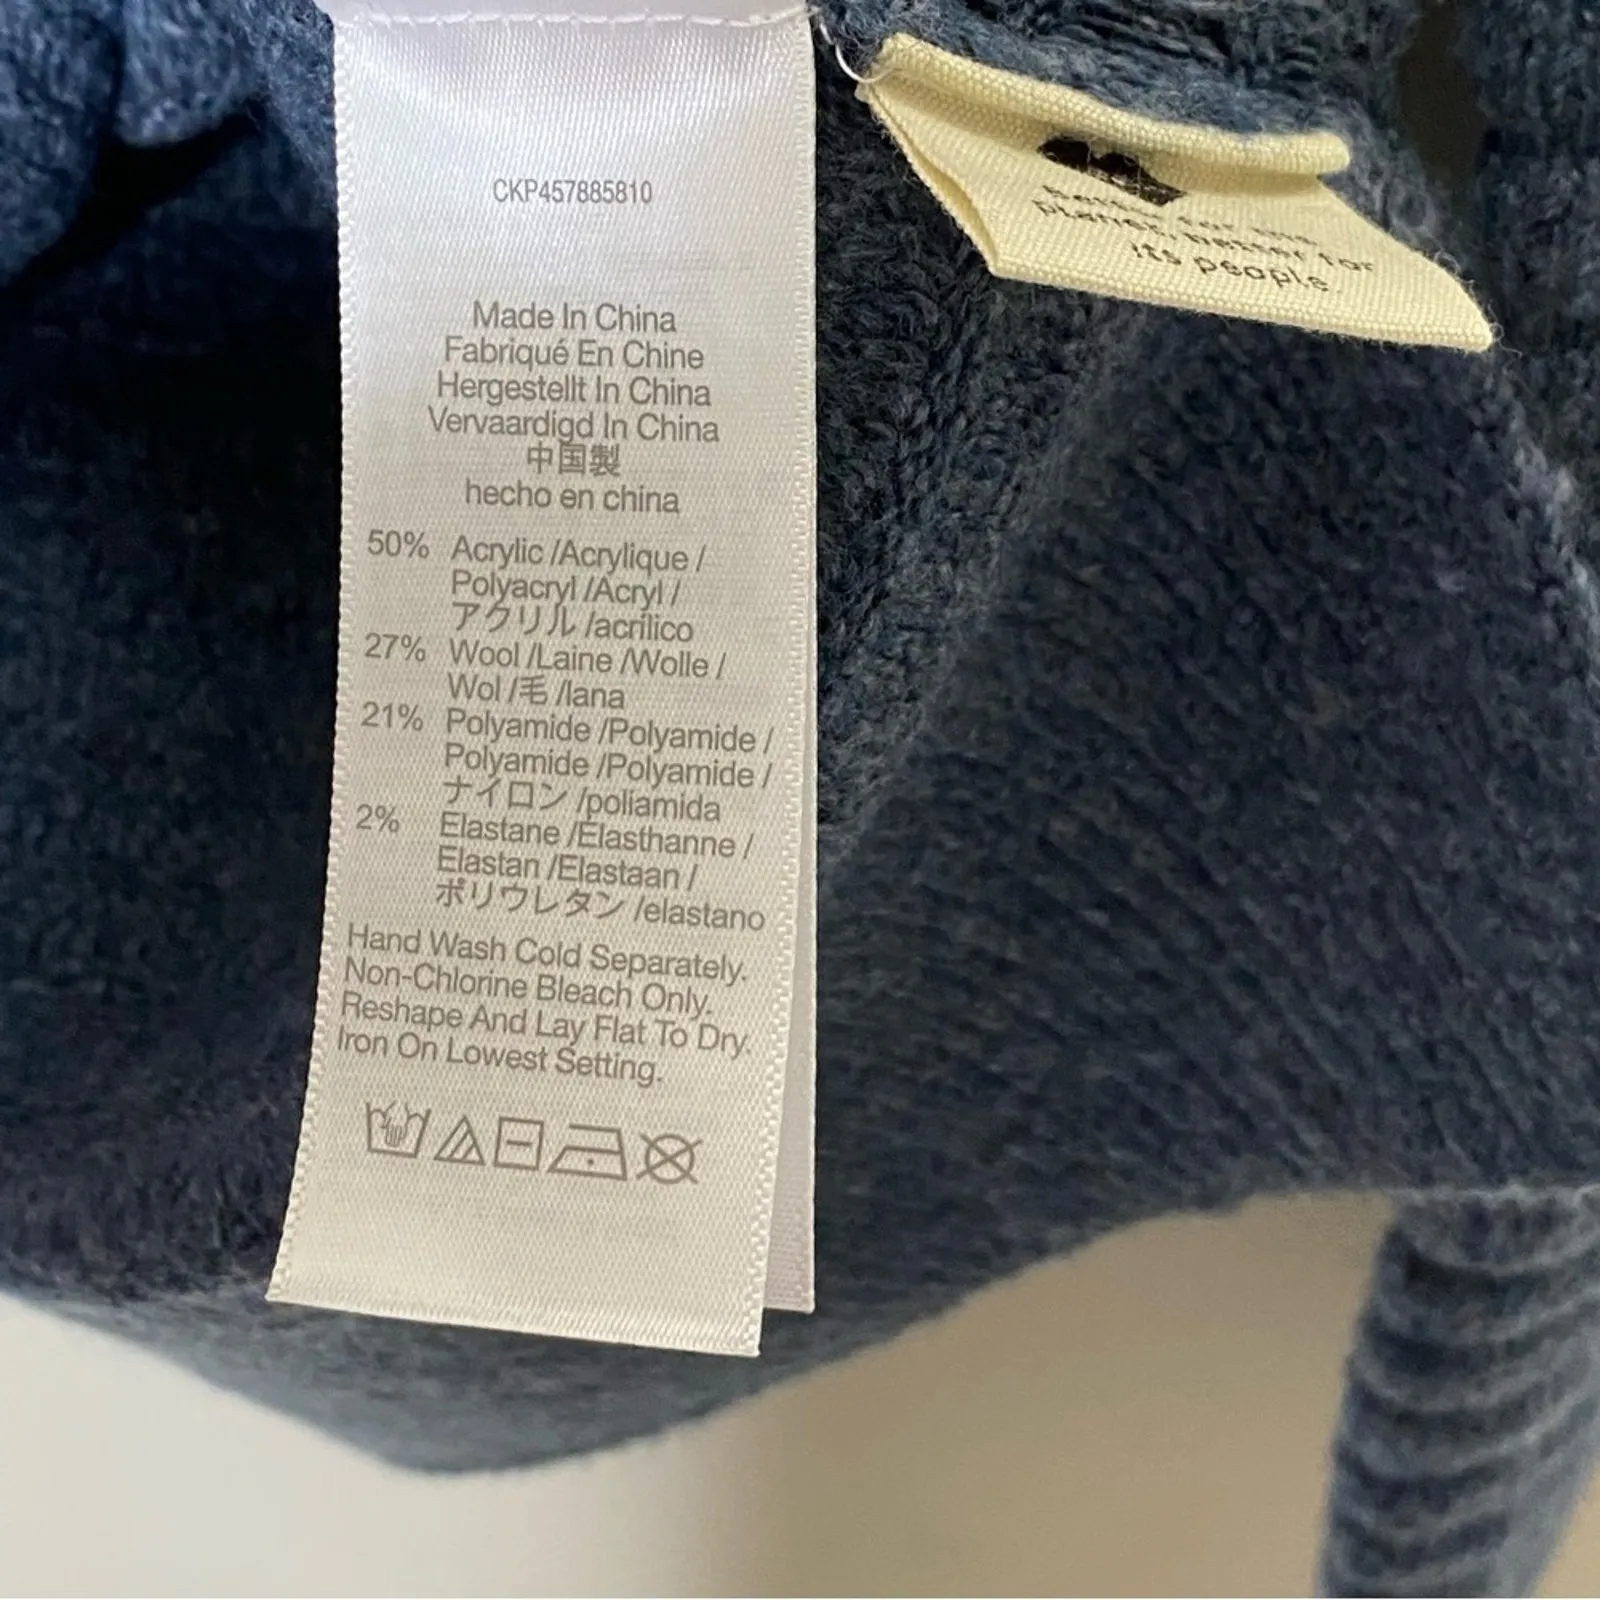 CKP457885810
Made In China
Fabriqué En Chine
Hergestellt In China
Vervaardigd In China
中国製
hecho en china
50% Acrylic /Acrylique /
Polyacryl /Acryl /
アクリル /acrílico
27% Wool /Laine /Wolle /
Wol /毛 /lana
21% Polyamide /Polyamide /
Polyamide /Polyamide /
ナイロン /poliamida
2% Elastane /Elasthanne /
Elastan /Elastaan /
ポリウレタン /elastano
Hand Wash Cold Separately.
Non-Chlorine Bleach Only.
Reshape And Lay Flat To Dry.
Iron On Lowest Setting.
Better for the
planet, better for
its people.